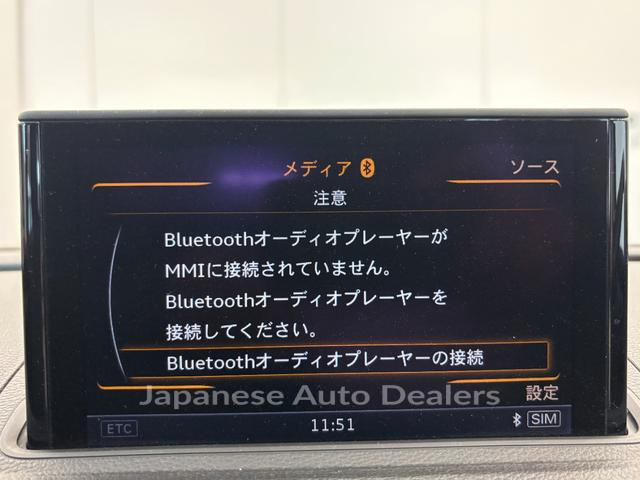 メディア
ソース
注意
Bluetoothオーディオプレーヤーが
MMIに接続されていません。
Bluetoothオーディオプレーヤーを
接続してください。
Bluetoothオーディオプレーヤーの接続
Japanese Auto Dealers
設定
ETC
11:51
SIM